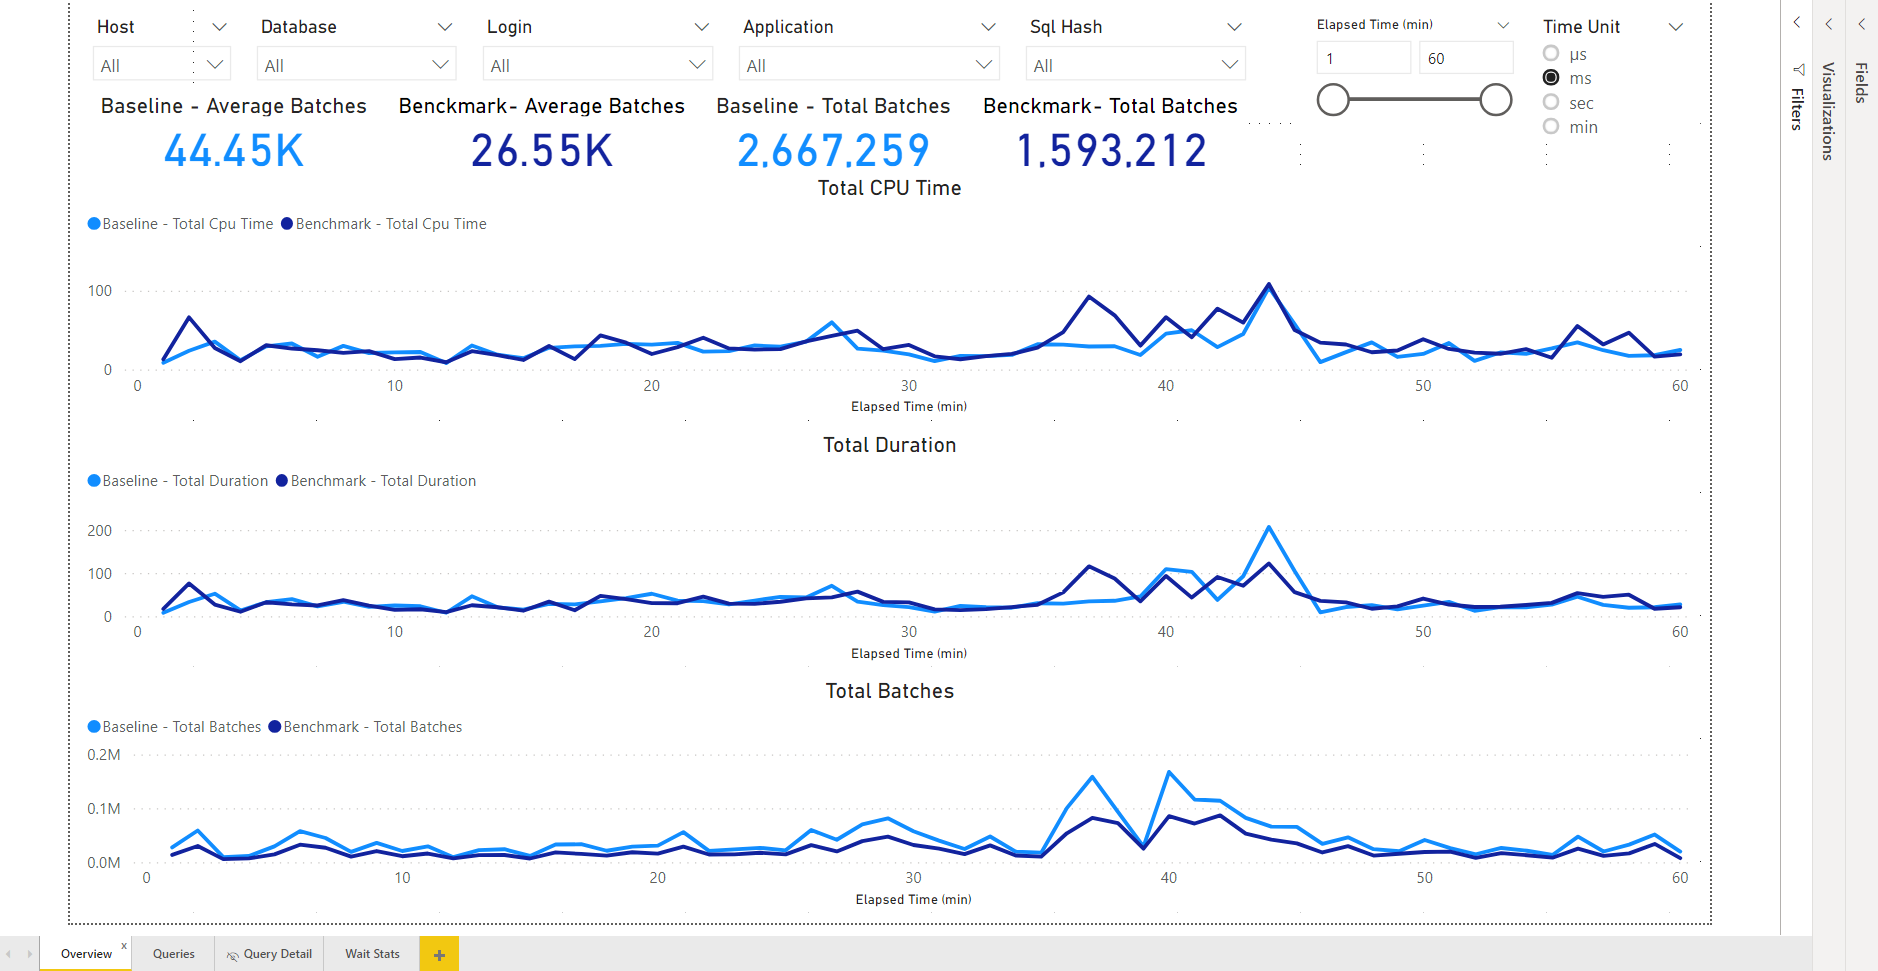 Host Database Login Application Sql Hash Elapsed Time (min) Time Unit
All All All All All 1 60
µs
ms
sec
min
Baseline - Average Batches Benckmark- Average Batches Baseline - Total Batches Benckmark- Total Batches
44.45K 26.55K 2,667,259 1,593,212
Total CPU Time
Baseline - Total Cpu Time Benchmark - Total Cpu Time
100
0
0 10 20 30 40 50 60
Elapsed Time (min)
Total Duration
Baseline - Total Duration Benchmark - Total Duration
200
100
0
0 10 20 30 40 50 60
Elapsed Time (min)
Total Batches
Baseline - Total Batches Benchmark - Total Batches
0.2M
0.1M
0.0M
0 10 20 30 40 50 60
Elapsed Time (min)
Filters
Visualizations
Fields
Overview x Queries Query Detail Wait Stats +